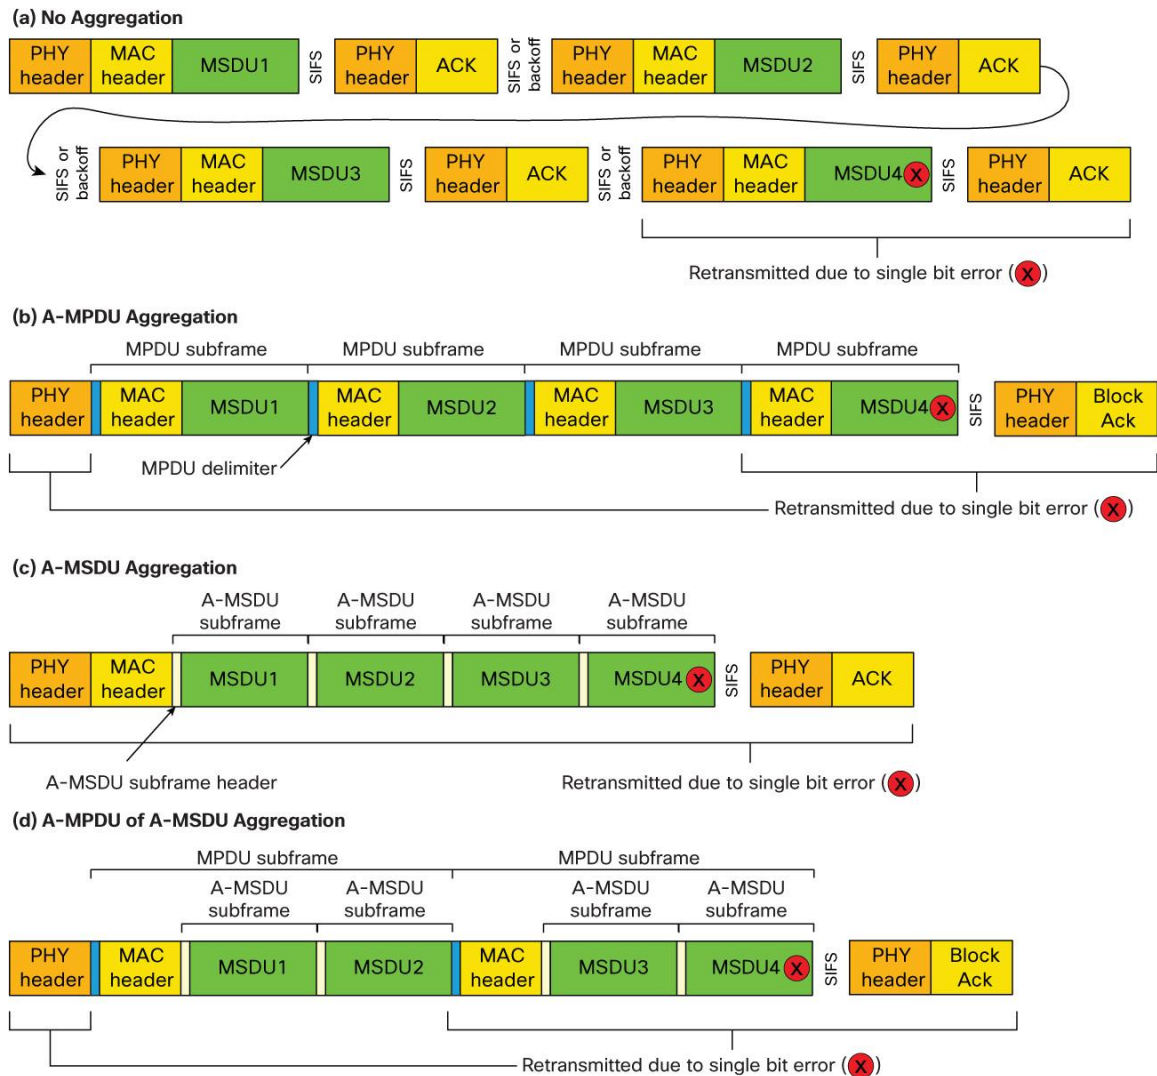 (a) No Aggregation
PHY header
MAC header
MSDU1
SIFS
PHY header
ACK
SIFS or backoff
PHY header
MAC header
MSDU2
SIFS
PHY header
ACK
SIFS or backoff
PHY header
MAC header
MSDU3
SIFS
PHY header
ACK
SIFS or backoff
PHY header
MAC header
MSDU4 X
SIFS
PHY header
ACK
Retransmitted due to single bit error (X)
(b) A-MPDU Aggregation
MPDU subframe
MPDU subframe
MPDU subframe
MPDU subframe
PHY header
MAC header
MSDU1
MAC header
MSDU2
MAC header
MSDU3
MAC header
MSDU4 X
SIFS
PHY header
Block Ack
MPDU delimiter
Retransmitted due to single bit error (X)
(c) A-MSDU Aggregation
A-MSDU subframe
A-MSDU subframe
A-MSDU subframe
A-MSDU subframe
PHY header
MAC header
MSDU1
MSDU2
MSDU3
MSDU4 X
SIFS
PHY header
ACK
A-MSDU subframe header
Retransmitted due to single bit error (X)
(d) A-MPDU of A-MSDU Aggregation
MPDU subframe
MPDU subframe
A-MSDU subframe
A-MSDU subframe
A-MSDU subframe
A-MSDU subframe
PHY header
MAC header
MSDU1
MSDU2
MAC header
MSDU3
MSDU4 X
SIFS
PHY header
Block Ack
Retransmitted due to single bit error (X)